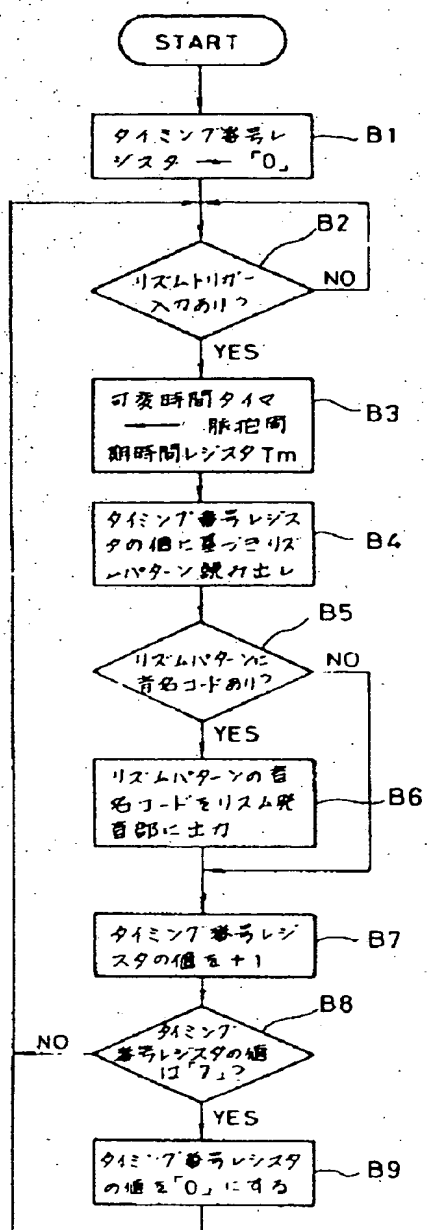 START
タイミング番号レ
ジスタ ← 「0」
B1
B2
リズムトリガー
入力あり?
NO
YES
可変時間タイマ
← 脈拍周
期時間レジスタTm
B3
タイミング番号レジス
タの値に基づきリズ
ムパターン読み出し
B4
B5
リズムパターンに
音名コードあり?
NO
YES
リズムパターンの音
名コードをリズム発
音部に出力
B6
タイミング番号レジ
スタの値を+1
B7
B8
タイミング
番号レジスタの値
は「7」?
NO
YES
タイミング番号レジスタ
の値を「0」にする
B9